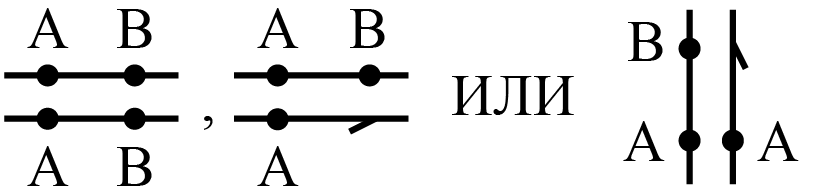 А В А В
, ИЛИ В
А В А А А